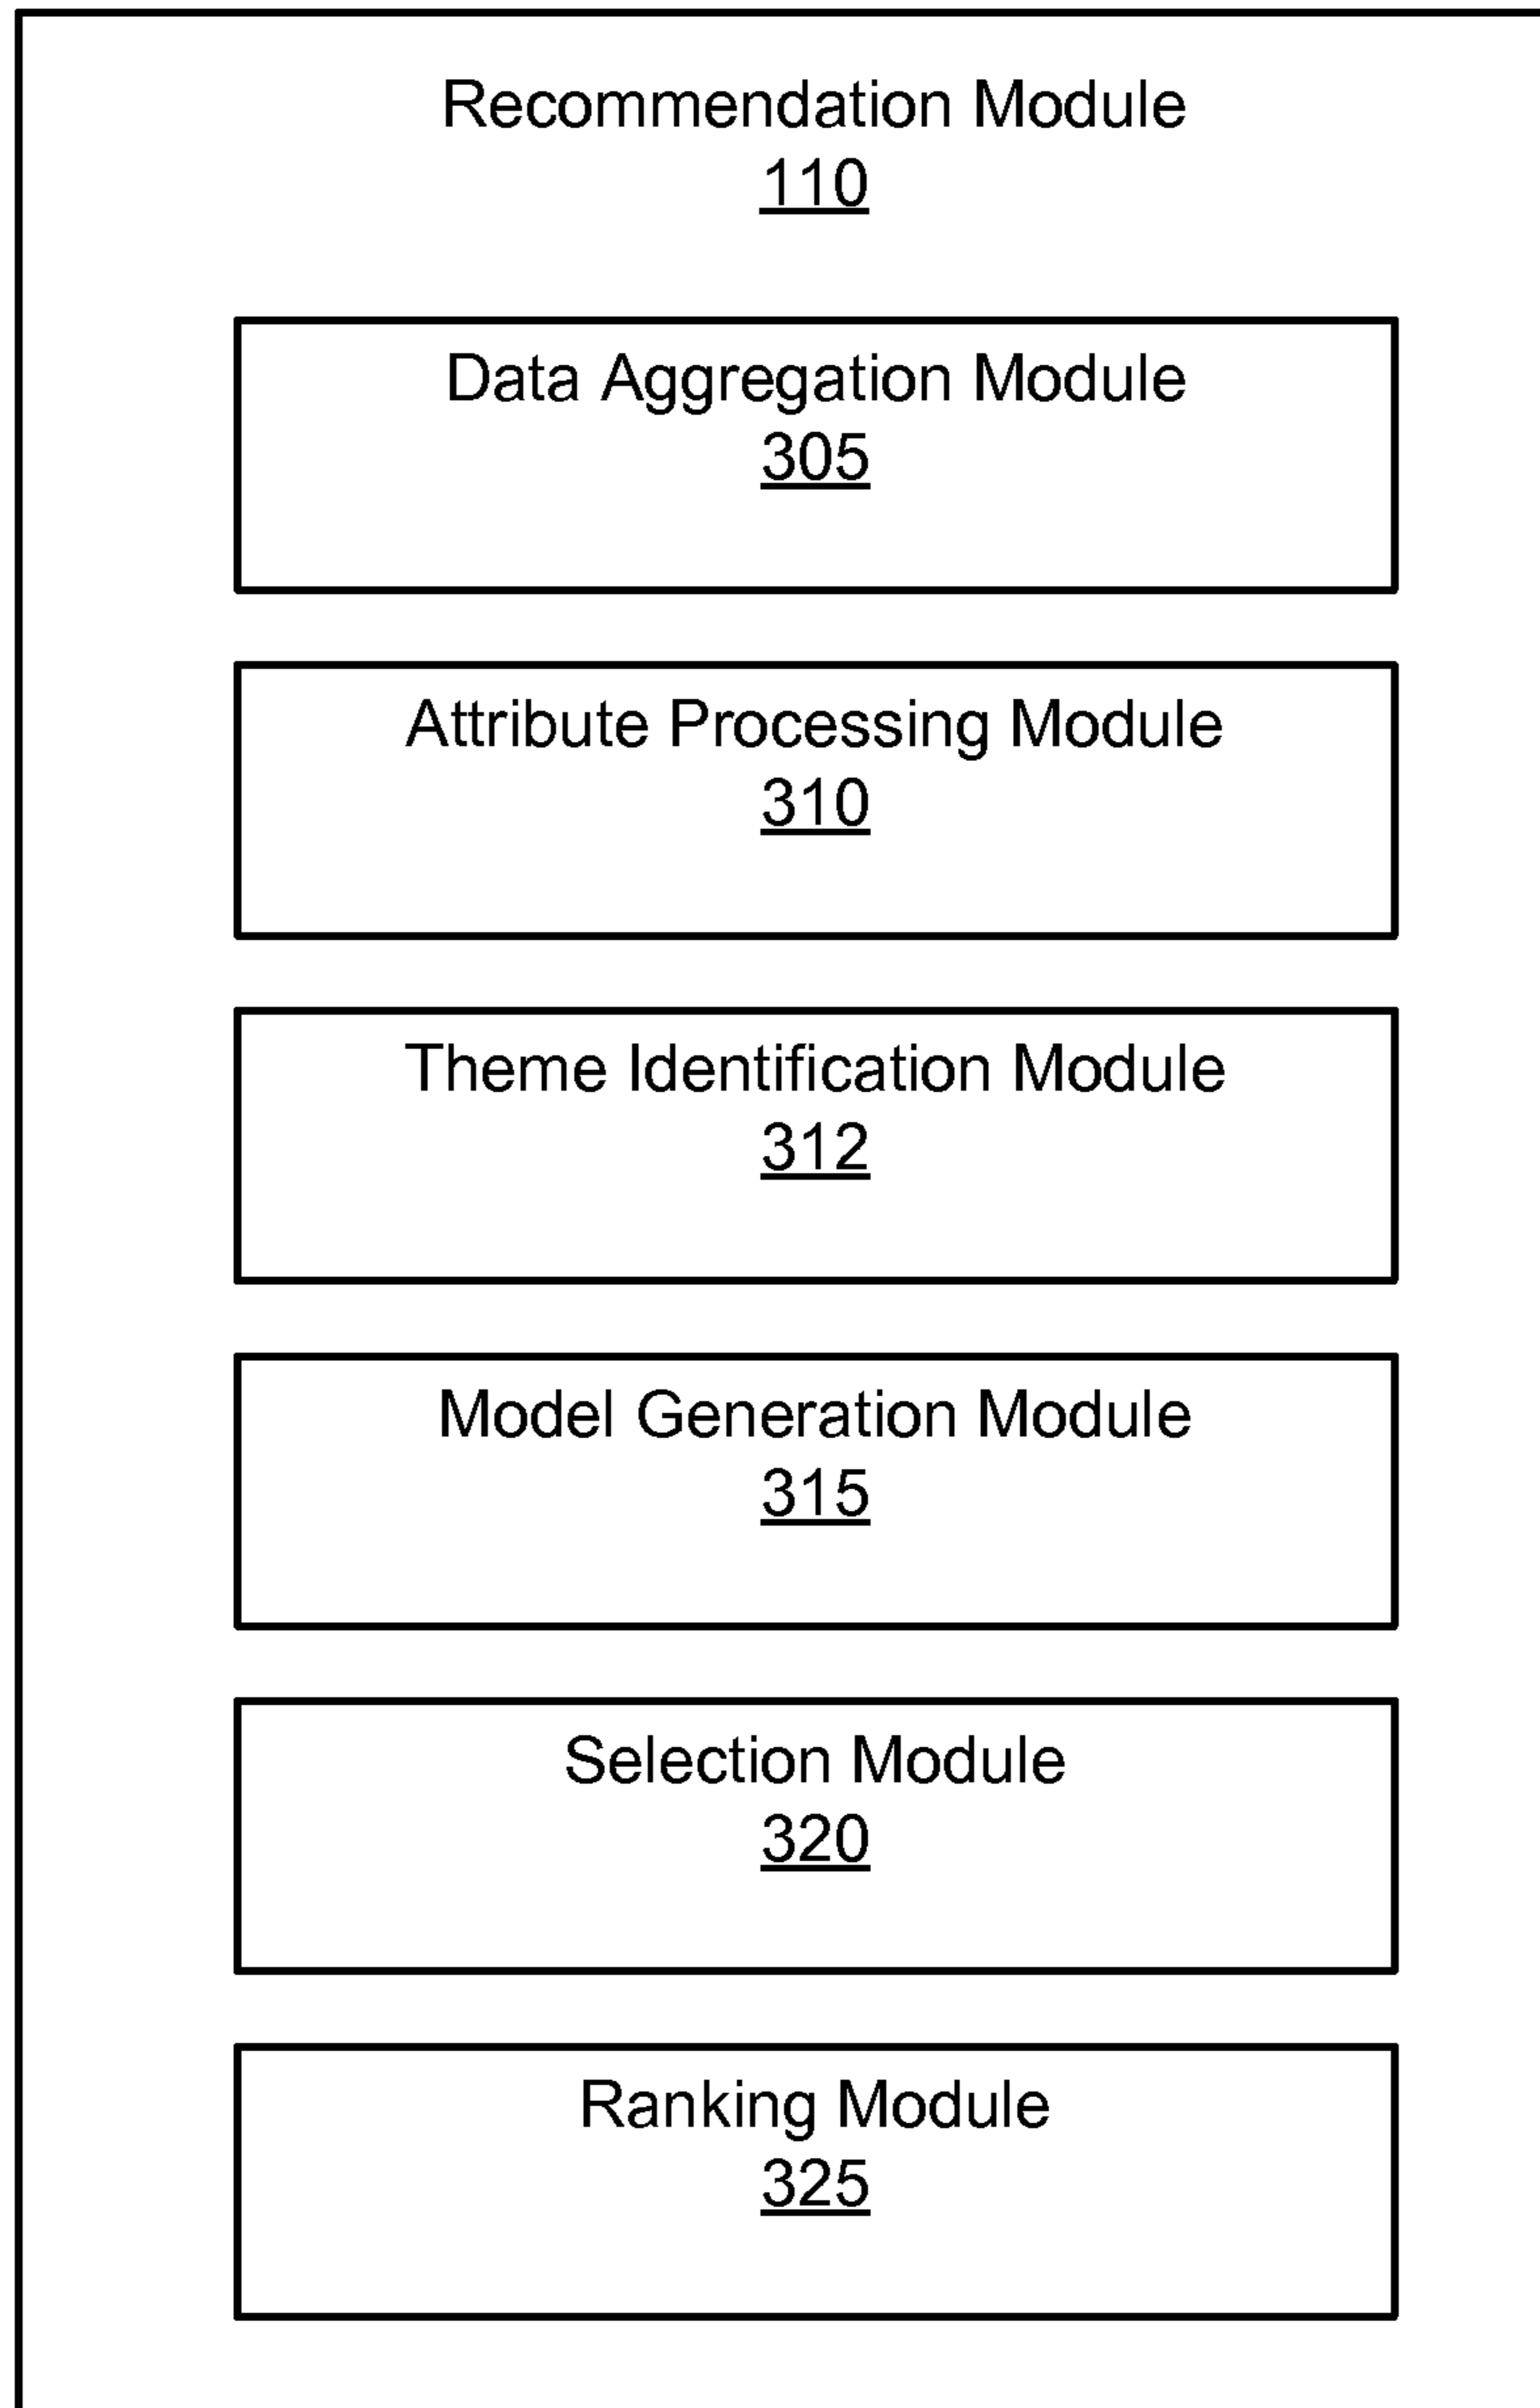 Recommendation Module
110
Data Aggregation Module
305
Attribute Processing Module
310
Theme Identification Module
312
Model Generation Module
315
Selection Module
320
Ranking Module
325